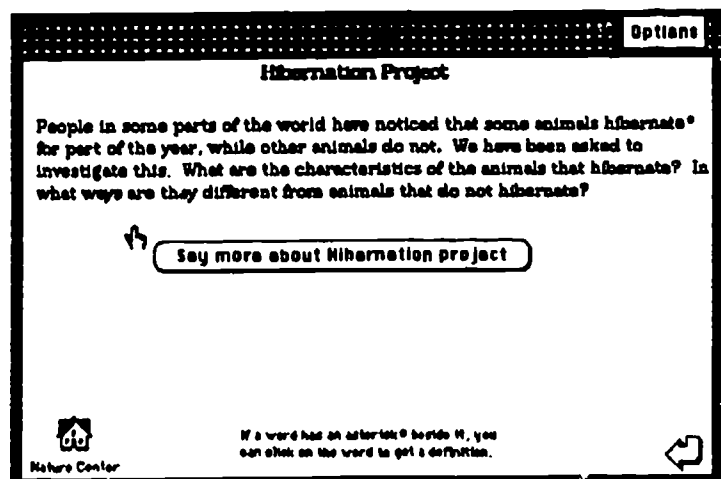 Options
Hibernation Project
People in some parts of the world have noticed that some animals hibernate*
for part of the year, while other animals do not. We have been asked to
investigate this. What are the characteristics of the animals that hibernate? In
what ways are they different from animals that do not hibernate?
Say more about Hibernation project
If a word has an asterisk* beside it, you
can click on the word to get a definition.
Nature Center